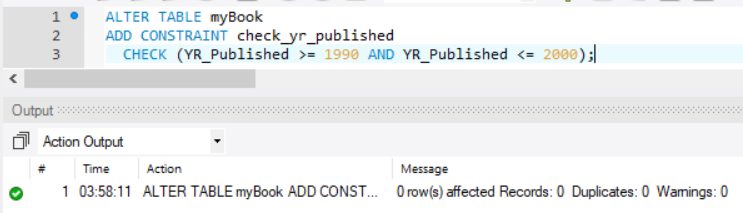 1 ALTER TABLE myBook
2 ADD CONSTRAINT check_yr_published
3 CHECK (YR_Published >= 1990 AND YR_Published <= 2000);
Output
Action Output
# Time Action Message
1 03:58:11 ALTER TABLE myBook ADD CONST... 0 row(s) affected Records: 0 Duplicates: 0 Warnings: 0